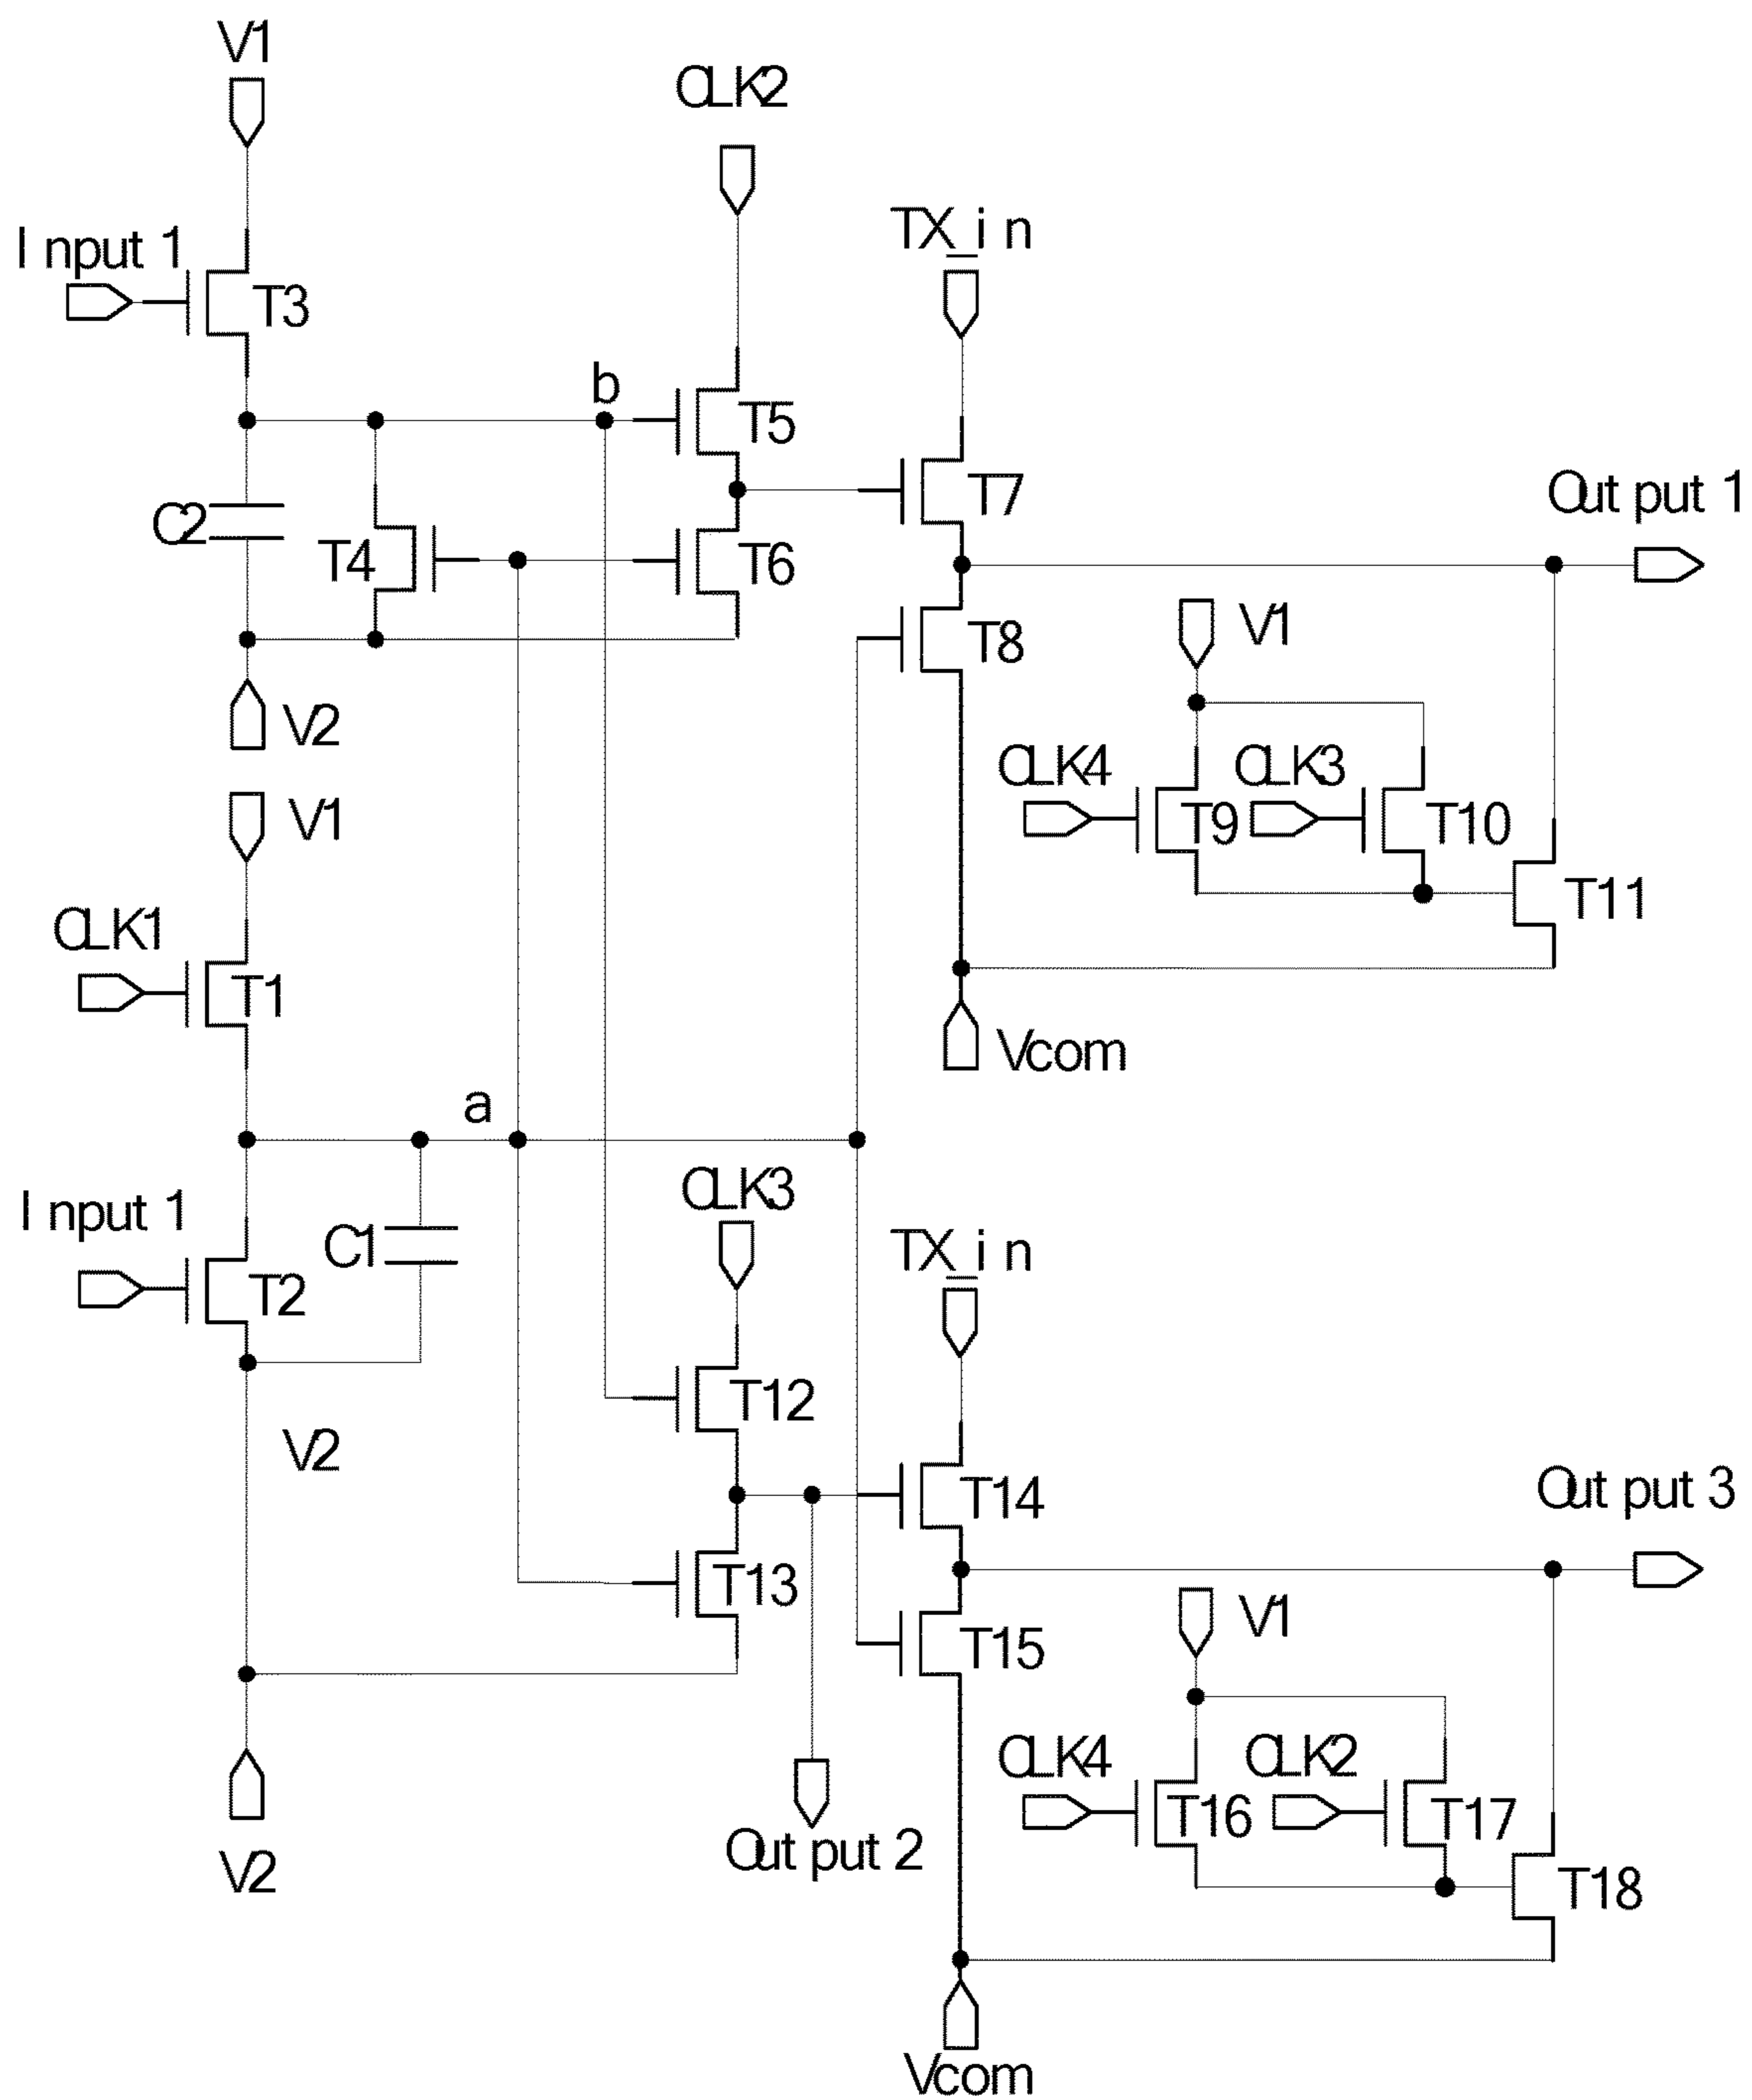 V1
CLK2
TX_in
Input 1
T3
b
T5
T7
Output 1
C2
T4
T6
T8
V1
V2
CLK4
CLK3
V1
T9
T10
T11
CLK1
T1
Vcom
a
CLK3
Input 1
C1
TX_in
T2
T12
V2
T14
Output 3
T13
T15
V1
CLK4
CLK2
T16
T17
Output 2
V2
T18
Vcom